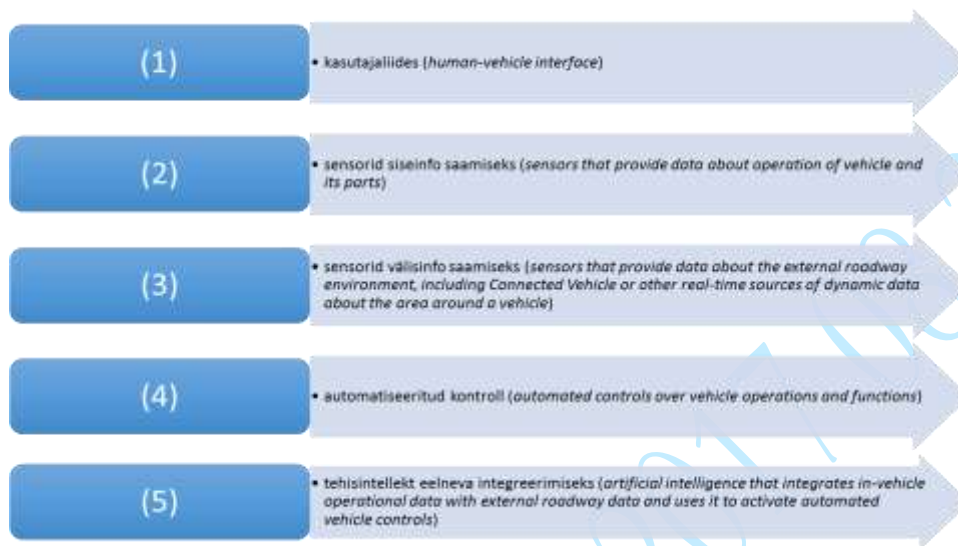 (1)
• kasutajaliides (human-vehicle interface)
(2)
• sensorid siseinfo saamiseks (sensors that provide data about operation of vehicle and
its parts)
(3)
• sensorid välisinfo saamiseks (sensors that provide data about the external roadway
environment, including Connected Vehicle or other real-time sources of dynamic data
about the area around a vehicle)
(4)
• automatiseeritud kontroll (automated controls over vehicle operations and functions)
(5)
• tehisintellekt eelneva integreerimiseks (artificial intelligence that integrates in-vehicle
operational data with external roadway data and uses it to activate automated
vehicle controls)